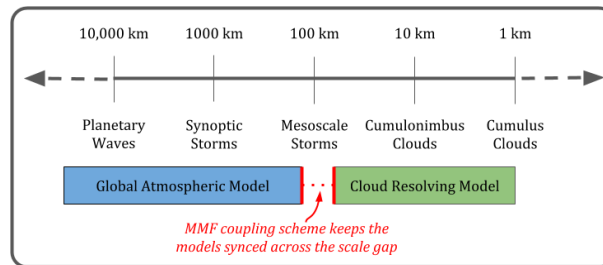 10,000 km 1000 km 100 km 10 km 1 km
Planetary Synoptic Mesoscale Cumulonimbus Cumulus
Waves Storms Storms Clouds Clouds
Global Atmospheric Model Cloud Resolving Model
MMF coupling scheme keeps the
models synced across the scale gap